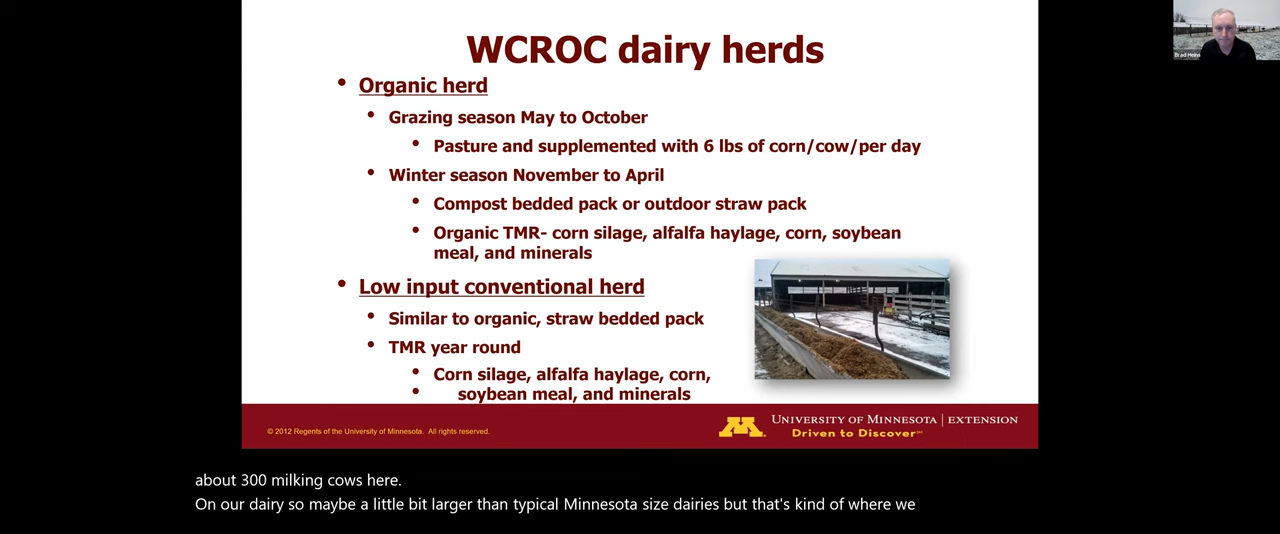 WCROC dairy herds
• Organic herd
• Grazing season May to October
• Pasture and supplemented with 6 lbs of corn/cow/per day
• Winter season November to April
• Compost bedded pack or outdoor straw pack
• Organic TMR- corn silage, alfalfa haylage, corn, soybean
meal, and minerals
• Low input conventional herd
• Similar to organic, straw bedded pack
• TMR year round
• Corn silage, alfalfa haylage, corn,
• soybean meal, and minerals
© 2012 Regents of the University of Minnesota. All rights reserved.
UNIVERSITY OF MINNESOTA | EXTENSION
Driven to Discover℠
Brad Heins
about 300 milking cows here.
On our dairy so maybe a little bit larger than typical Minnesota size dairies but that's kind of where we